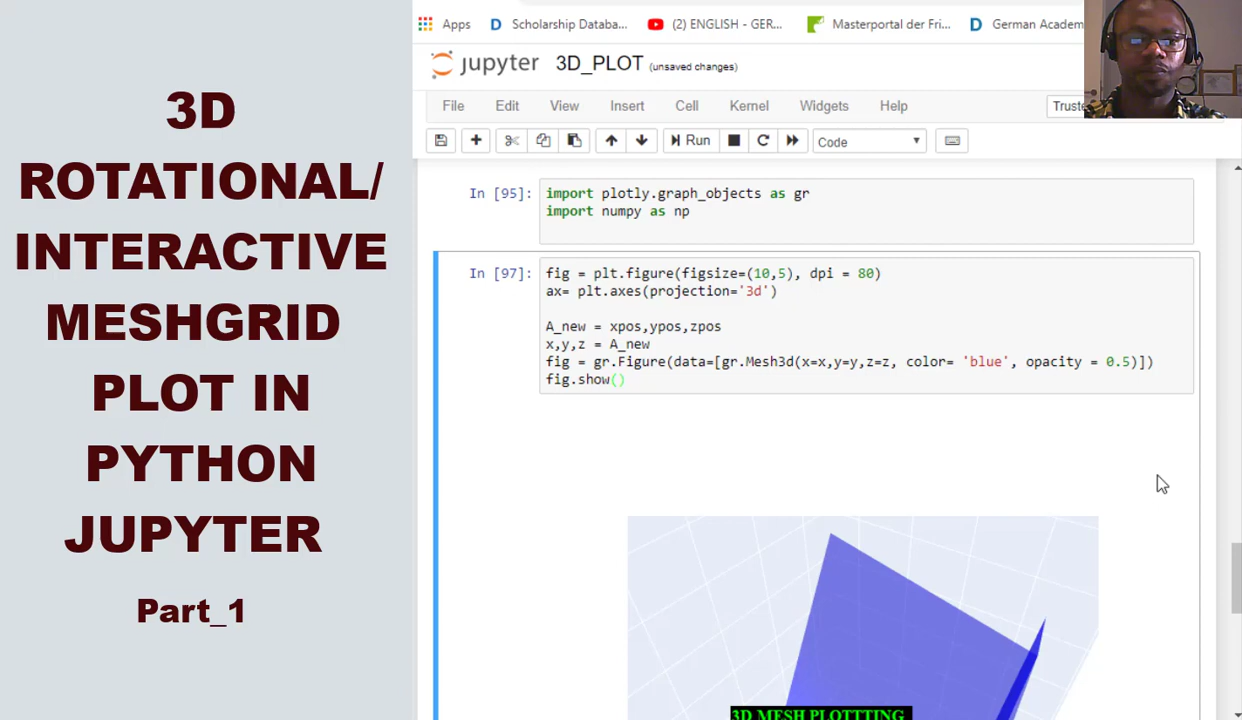 3D
ROTATIONAL/
INTERACTIVE
MESHGRID
PLOT IN
PYTHON
JUPYTER
Part_1
Apps
Scholarship Databa...
(2) ENGLISH - GER...
Masterportal der Fri...
German Academ
jupyter 3D_PLOT (unsaved changes)
File Edit View Insert Cell Kernel Widgets Help Truste
Run Code
In [95]: import plotly.graph_objects as gr
import numpy as np
In [97]: fig = plt.figure(figsize=(10,5), dpi = 80)
ax= plt.axes(projection='3d')
A_new = xpos,ypos,zpos
x,y,z = A_new
fig = gr.Figure(data=[gr.Mesh3d(x=x,y=y,z=z, color= 'blue', opacity = 0.5)])
fig.show()
3D MESH PLOTTTING